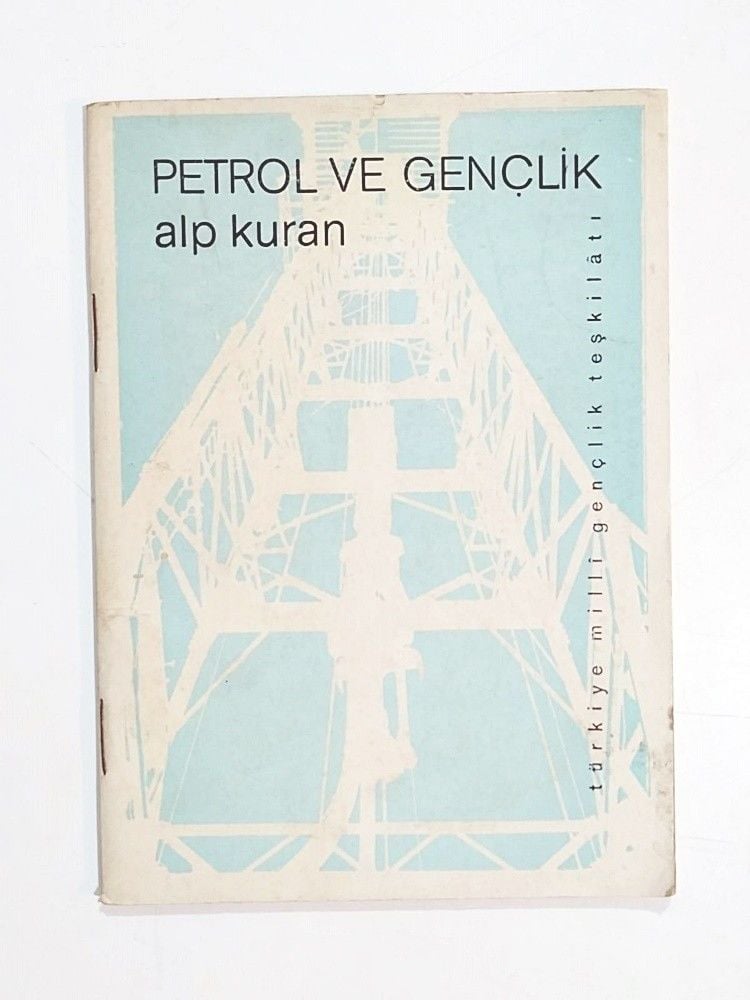 PETROL VE GENÇLİK
alp kuran
türkiye millî gençlik teşkilâtı